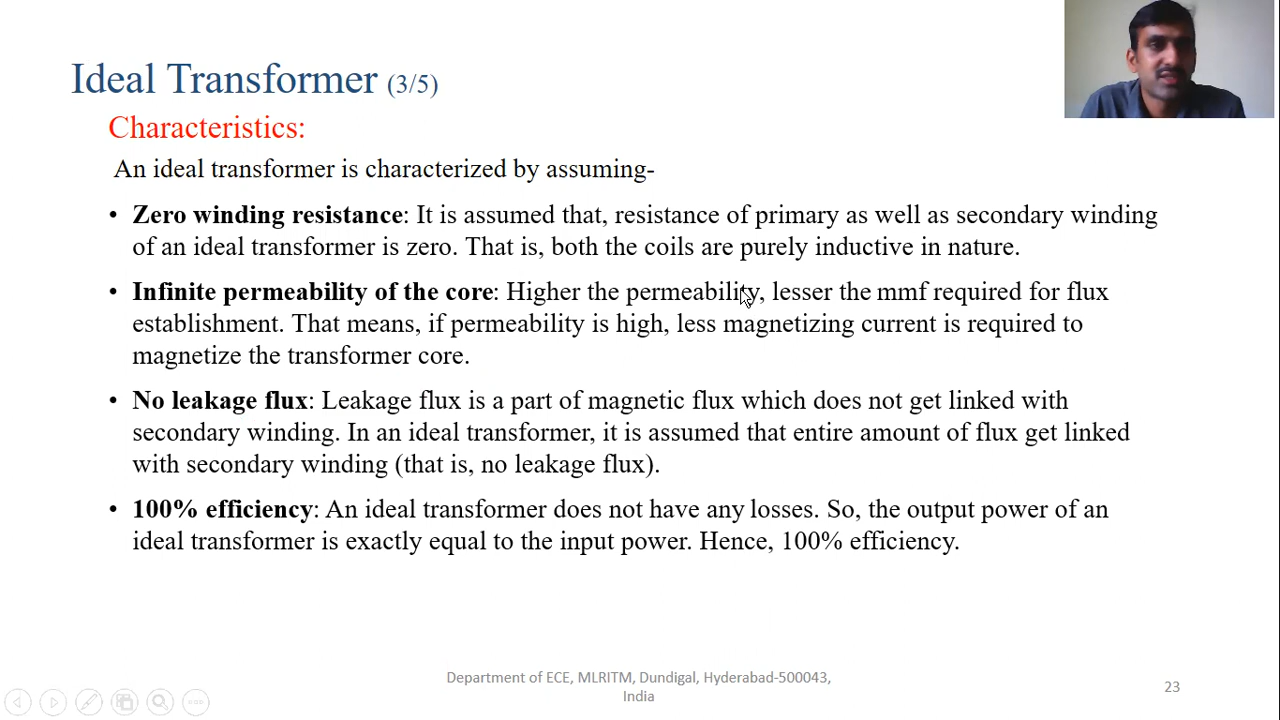 Ideal Transformer (3/5)
Characteristics:
An ideal transformer is characterized by assuming-
• Zero winding resistance: It is assumed that, resistance of primary as well as secondary winding
of an ideal transformer is zero. That is, both the coils are purely inductive in nature.
• Infinite permeability of the core: Higher the permeability, lesser the mmf required for flux
establishment. That means, if permeability is high, less magnetizing current is required to
magnetize the transformer core.
• No leakage flux: Leakage flux is a part of magnetic flux which does not get linked with
secondary winding. In an ideal transformer, it is assumed that entire amount of flux get linked
with secondary winding (that is, no leakage flux).
• 100% efficiency: An ideal transformer does not have any losses. So, the output power of an
ideal transformer is exactly equal to the input power. Hence, 100% efficiency.
Department of ECE, MLRITM, Dundigal, Hyderabad-500043,
India
23